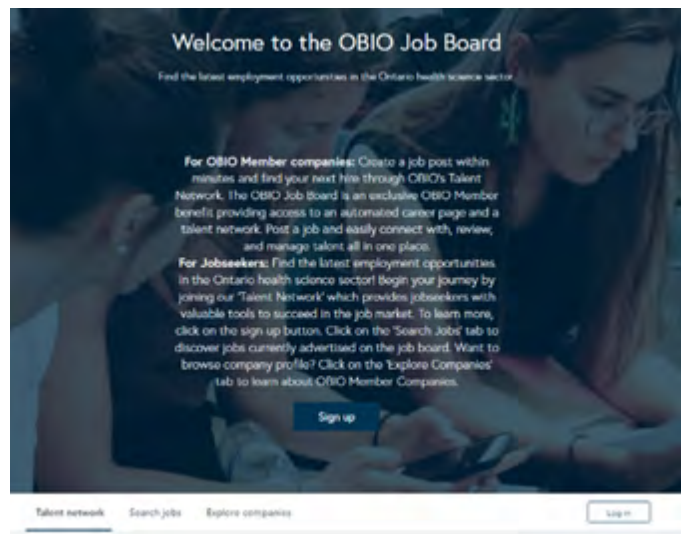 Welcome to the OBIO Job Board
Find the latest employment opportunities in the Ontario health science sector
For OBIO Member companies: Create a job post within
minutes and find your next hire through OBIO's Talent
Network. The OBIO Job Board is an exclusive OBIO Member
benefit providing access to an automated career page and a
talent network. Post a job and easily connect with, review,
and manage talent all in one place.
For Jobseekers: Find the latest employment opportunities
in the Ontario health science sector! Begin your journey by
joining our 'Talent Network' which provides jobseekers with
valuable tools to succeed in the job market. To learn more,
click on the sign up button. Click on the 'Search Jobs' tab to
discover jobs currently advertised on the job board. Want to
browse company profile? Click on the 'Explore Companies'
tab to learn about OBIO Member Companies.
Sign up
Talent network Search jobs Explore companies Log in